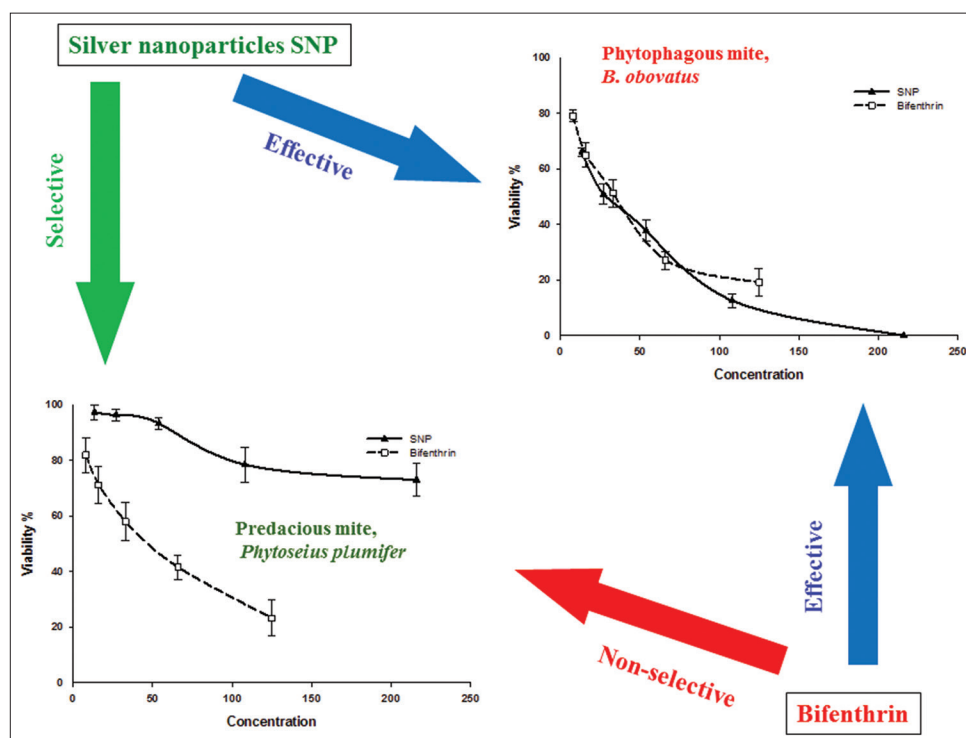 Silver nanoparticles SNP
Selective
Effective
Phytophagous mite,
B. obovatus
SNP
Bifenthrin
Viability %
100
80
60
40
20
0
0 50 100 150 200 250
Concentration
100
80
60
40
20
0
SNP
Bifenthrin
Viability %
Predacious mite,
Phytoseius plumifer
0 50 100 150 200 250
Concentration
Effective
Non-selective
Bifenthrin